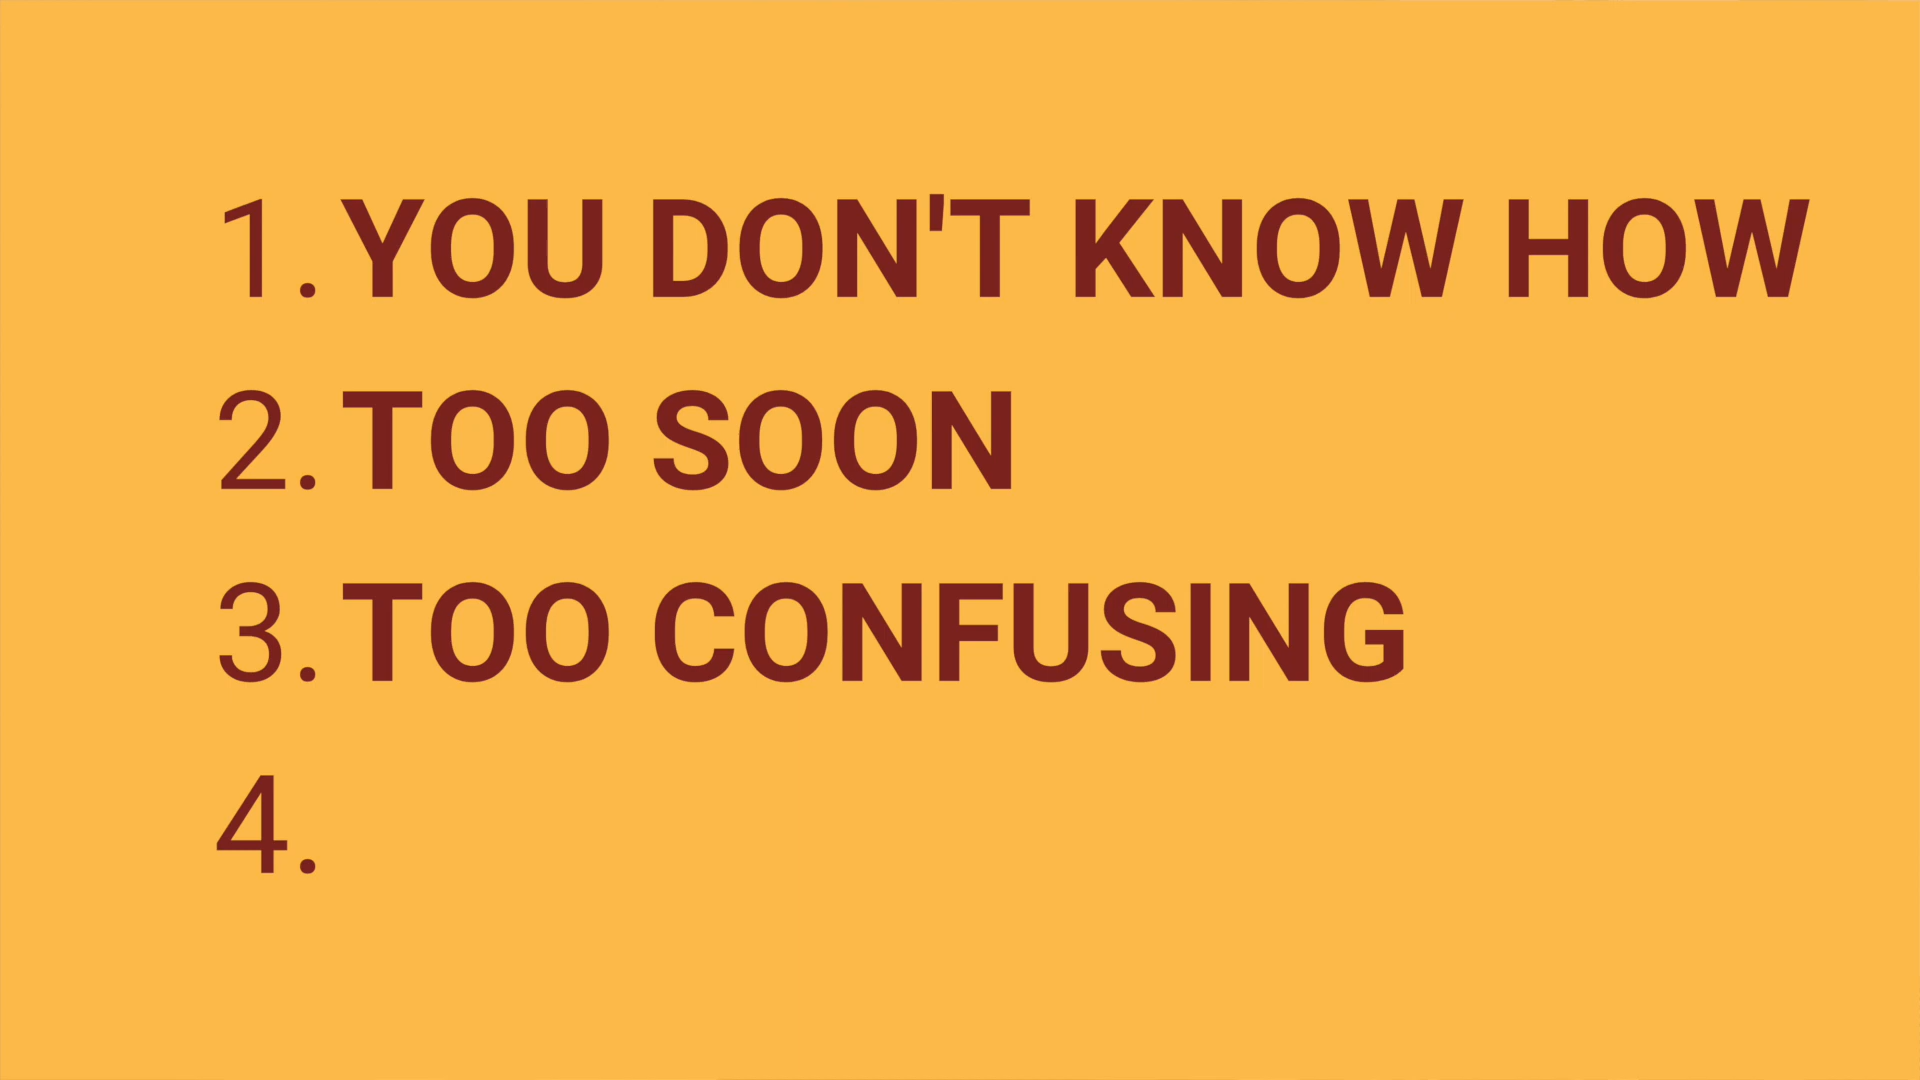 1. YOU DON'T KNOW HOW
2. TOO SOON
3. TOO CONFUSING
4.